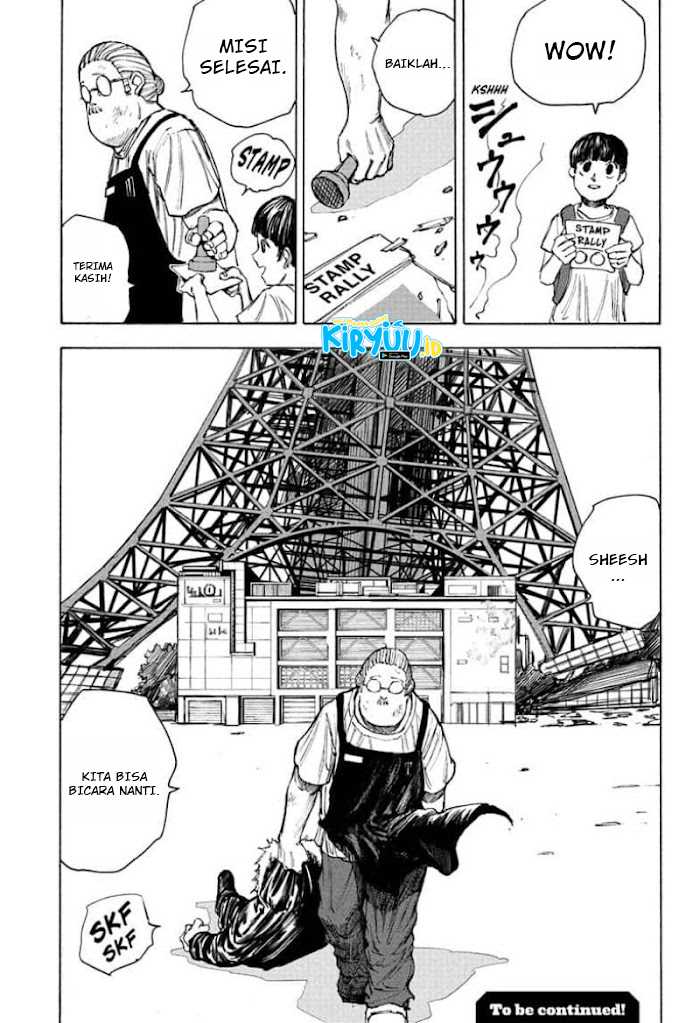 WOW!
KSHHH
シュウウウゥ
STAMP
RALLY
BAIKLAH...
STAMP
RALLY
MISI
SELESAI.
STAMP
TERIMA
KASIH!
KIRYUU.ID
SHEESH
...
KITA BISA
BICARA NANTI.
SKF
SKF
To be continued!